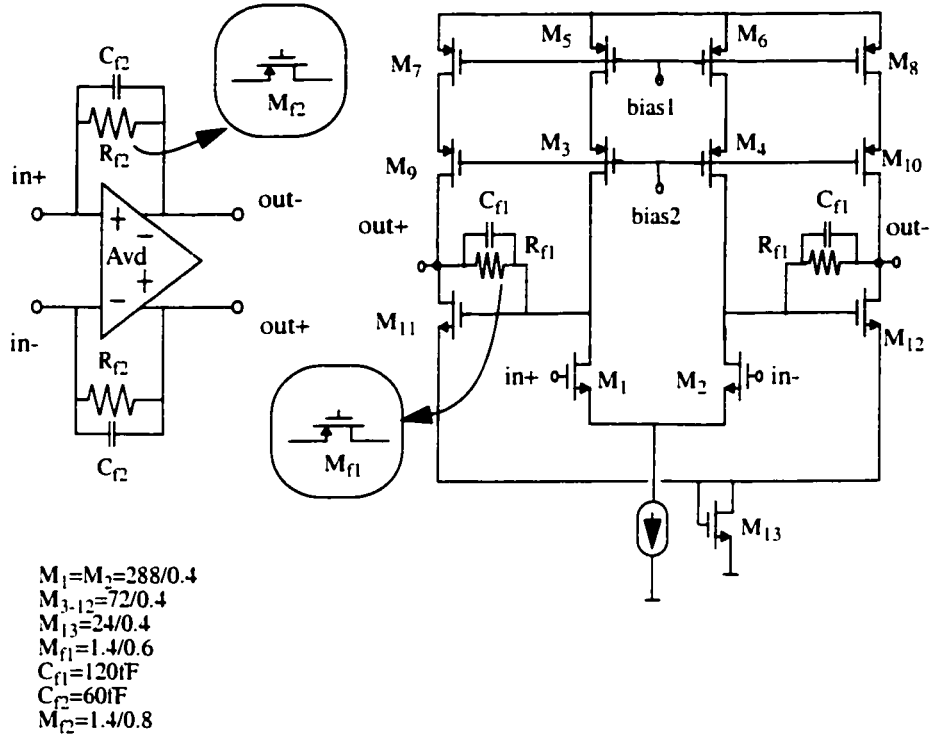 C_f2
R_f2
M_f2
in+
out-
+
−
Avd
+
−
in-
out+
R_f2
C_f2
M_5
M_6
M_7
M_8
bias1
M_3
M_4
M_9
M_10
bias2
out+
C_f1
R_f1
C_f1
R_f1
out-
M_11
M_12
in+
M_1
M_2
in-
M_f1
M_13
M_1=M_2=288/0.4
M_3-12=72/0.4
M_13=24/0.4
M_f1=1.4/0.6
C_f1=120fF
C_f2=60fF
M_f2=1.4/0.8